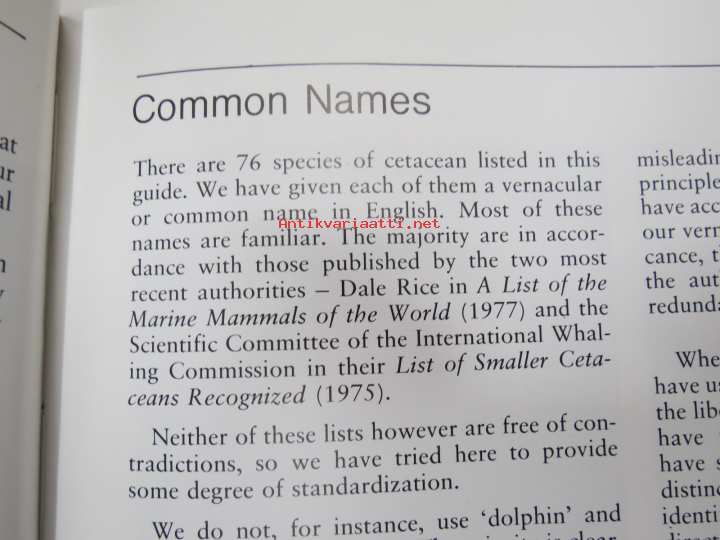 at
ur
al
Common Names
There are 76 species of cetacean listed in this
guide. We have given each of them a vernacular
or common name in English. Most of these
names are familiar. The majority are in accor-
dance with those published by the two most
recent authorities – Dale Rice in A List of the
Marine Mammals of the World (1977) and the
Scientific Committee of the International Whal-
ing Commission in their List of Smaller Ceta-
ceans Recognized (1975).
Neither of these lists however are free of con-
tradictions, so we have tried here to provide
some degree of standardization.
We do not, for instance, use ‘dolphin’ and
Antikvariaatti.net
misleadin
principle
have acc
our vern
cance, t
the aut
redunda
Whe
have us
the libe
have
have s
distinc
identi